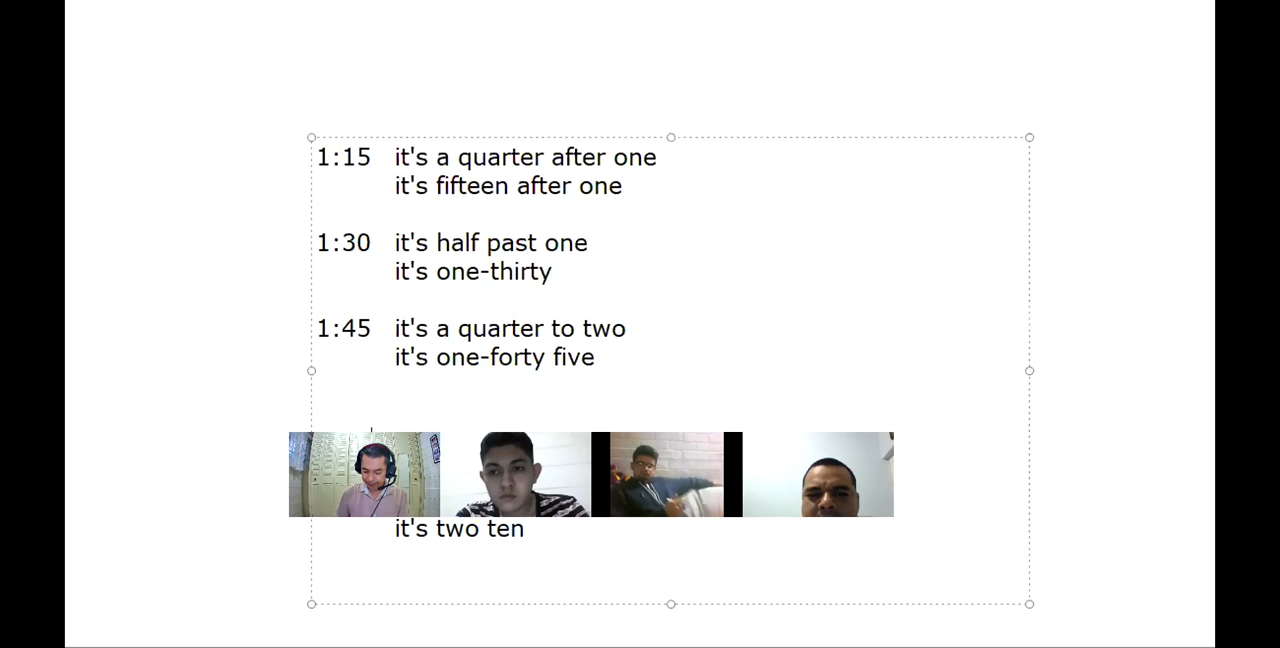 1:15 it's a quarter after one
it's fifteen after one
1:30 it's half past one
it's one-thirty
1:45 it's a quarter to two
it's one-forty five
it's two ten